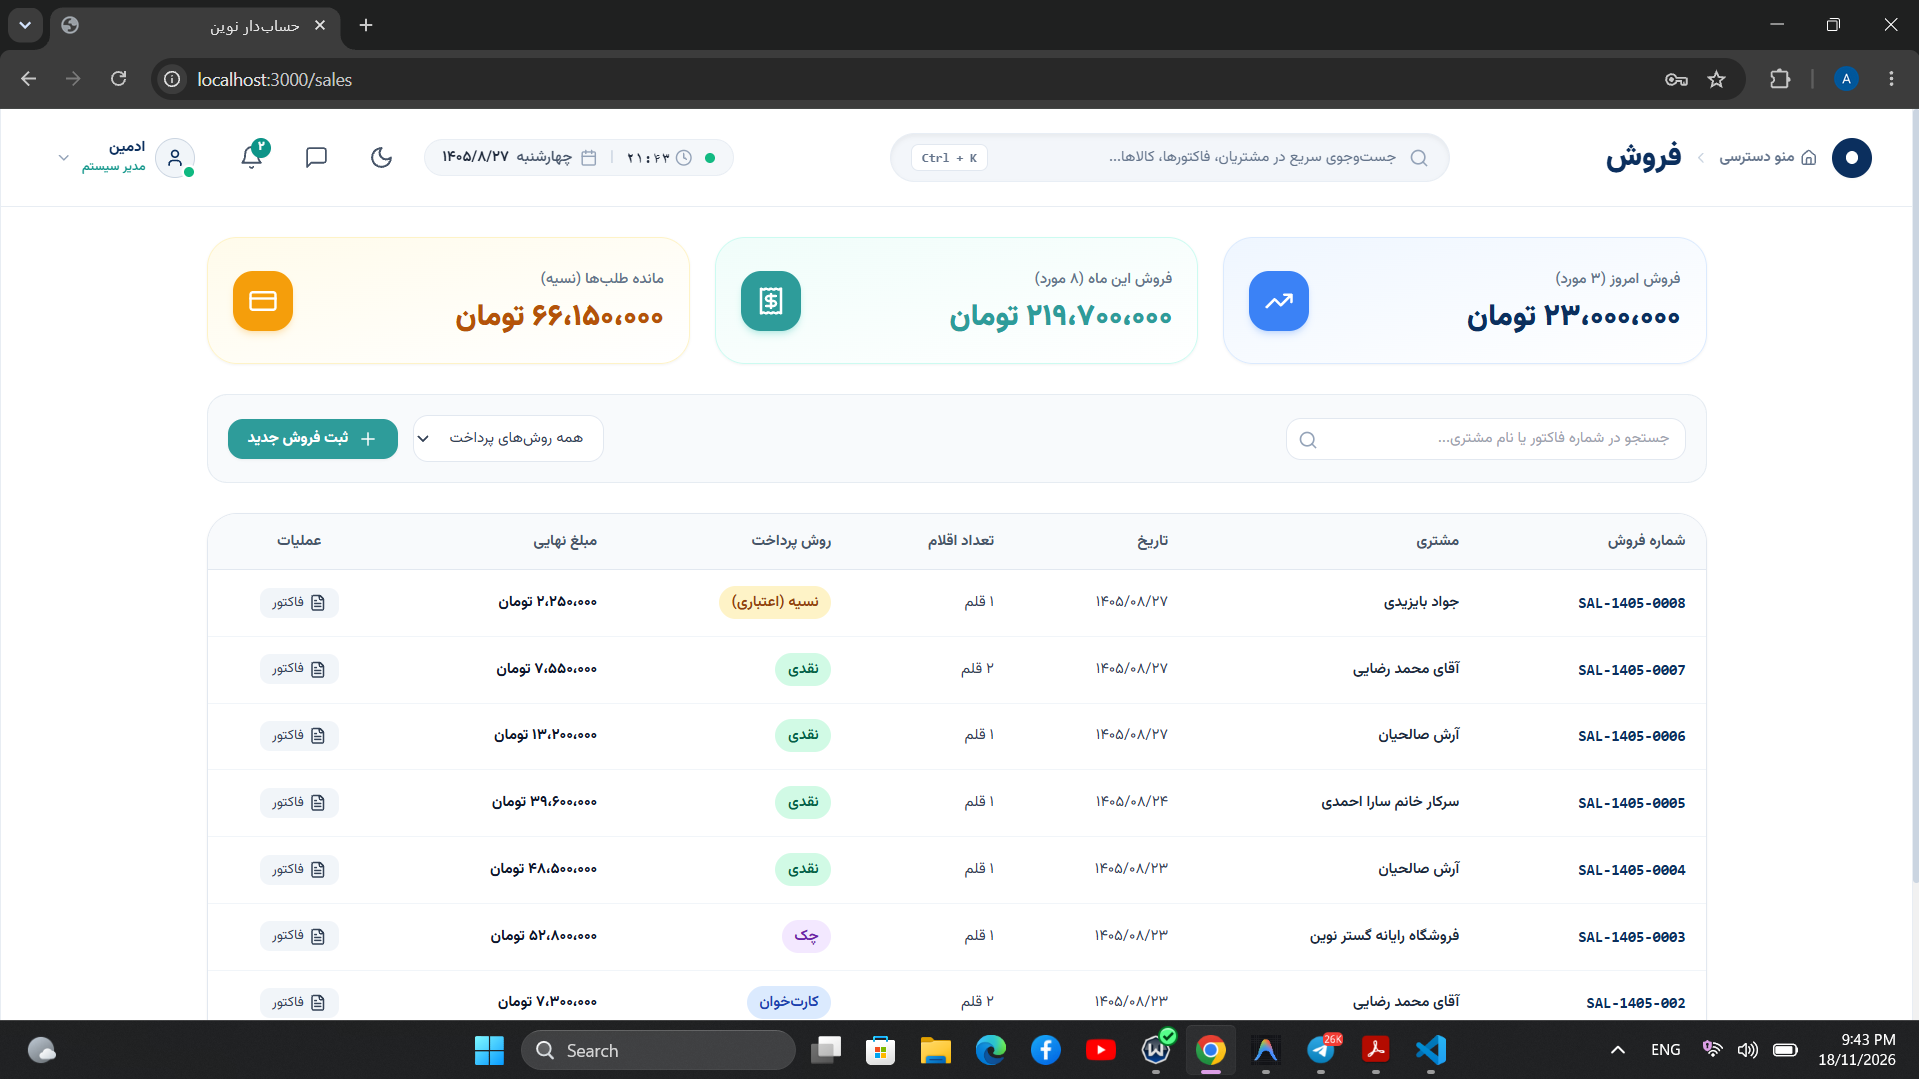 حساب‌دار نوین
localhost:3000/sales
A
منو دسترسی
فروش
جست‌وجوی سریع در مشتریان، فاکتورها، کالاها...
Ctrl + K
۲۱:۴۳
چهارشنبه ۱۴۰۵/۸/۲۷
۲
ادمین
مدیر سیستم
فروش امروز (۳ مورد)
۲۳,۰۰۰,۰۰۰ تومان
فروش این ماه (۸ مورد)
۲۱۹,۷۰۰,۰۰۰ تومان
مانده طلب‌ها (نسیه)
۶۶,۱۵۰,۰۰۰ تومان
جستجو در شماره فاکتور یا نام مشتری...
همه روش‌های پرداخت
ثبت فروش جدید
شماره فروش مشتری تاریخ تعداد اقلام روش پرداخت مبلغ نهایی عملیات
SAL-1405-0008 جواد بایزیدی ۱۴۰۵/۰۸/۲۷ ۱ قلم نسیه (اعتباری) ۲,۲۵۰,۰۰۰ تومان فاکتور
SAL-1405-0007 آقای محمد رضایی ۱۴۰۵/۰۸/۲۷ ۲ قلم نقدی ۷,۵۵۰,۰۰۰ تومان فاکتور
SAL-1405-0006 آرش صالحیان ۱۴۰۵/۰۸/۲۷ ۱ قلم نقدی ۱۳,۲۰۰,۰۰۰ تومان فاکتور
SAL-1405-0005 سرکار خانم سارا احمدی ۱۴۰۵/۰۸/۲۴ ۱ قلم نقدی ۳۹,۶۰۰,۰۰۰ تومان فاکتور
SAL-1405-0004 آرش صالحیان ۱۴۰۵/۰۸/۲۳ ۱ قلم نقدی ۴۸,۵۰۰,۰۰۰ تومان فاکتور
SAL-1405-0003 فروشگاه رایانه گستر نوین ۱۴۰۵/۰۸/۲۳ ۱ قلم چک ۵۲,۸۰۰,۰۰۰ تومان فاکتور
SAL-1405-002 آقای محمد رضایی ۱۴۰۵/۰۸/۲۳ ۲ قلم کارت‌خوان ۷,۳۰۰,۰۰۰ تومان فاکتور
Search
26K
ENG
9:43 PM
18/11/2026